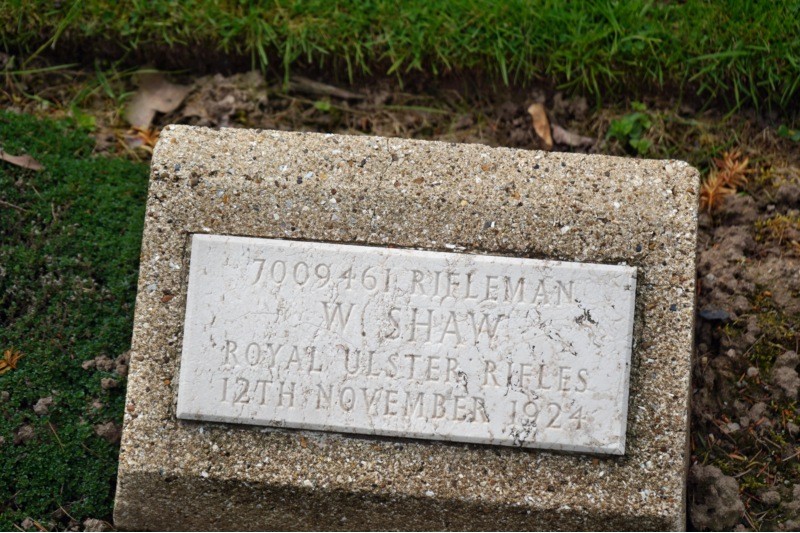 7009461 RIFLEMAN
W. SHAW
ROYAL ULSTER RIFLES
12TH NOVEMBER 1924